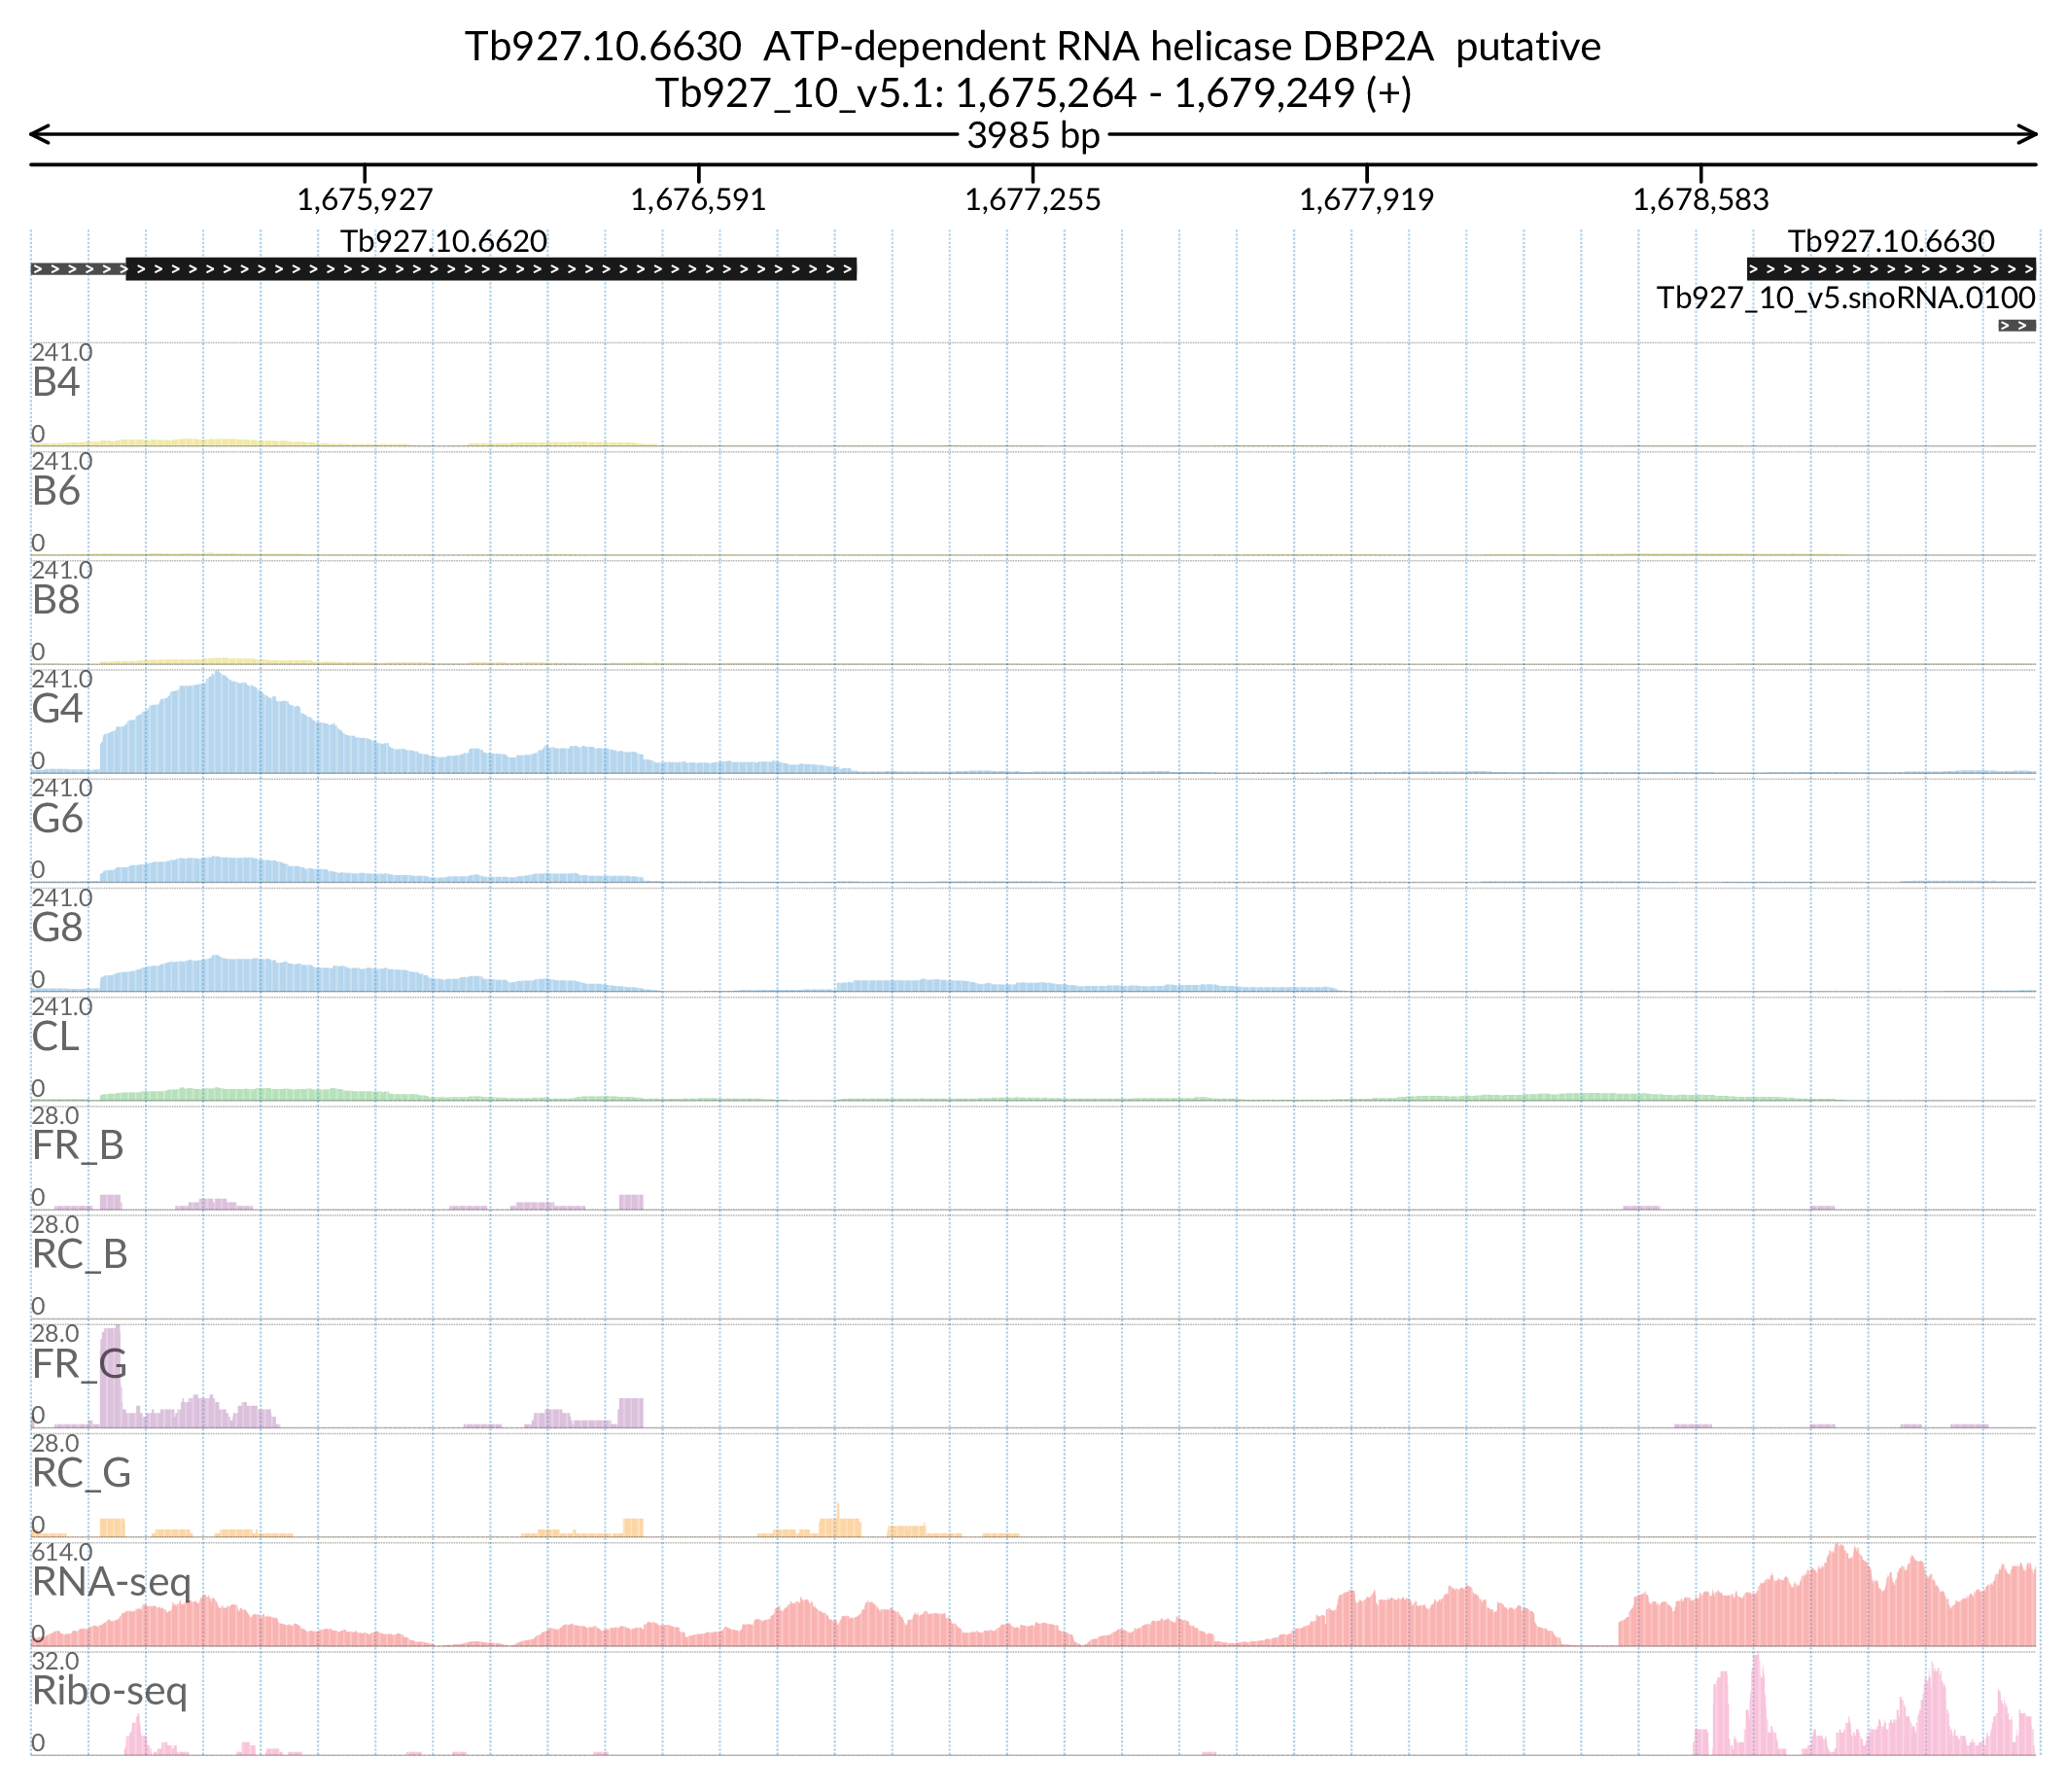 Tb927.10.6630 ATP-dependent RNA helicase DBP2A putative
Tb927_10_v5.1: 1,675,264 - 1,679,249 (+)
3985 bp
1,675,927 1,676,591 1,677,255 1,677,919 1,678,583
Tb927.10.6620 Tb927.10.6630
Tb927_10_v5.snoRNA.0100
241.0
B4
0
241.0
B6
0
241.0
B8
0
241.0
G4
0
241.0
G6
0
241.0
G8
0
241.0
CL
0
28.0
FR_B
0
28.0
RC_B
0
28.0
FR_G
0
28.0
RC_G
0
614.0
RNA-seq
0
32.0
Ribo-seq
0